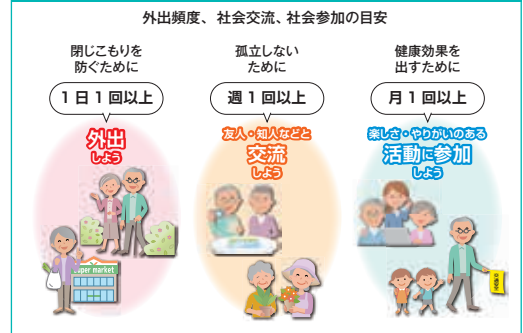 外出頻度、社会交流、社会参加の目安
閉じこもりを
防ぐために
1日1回以上
外出
しよう
super market
孤立しない
ために
週1回以上
友人・知人などと
交流
しよう
健康効果を
出すために
月1回以上
楽しさ・やりがいのある
活動に参加
しよう